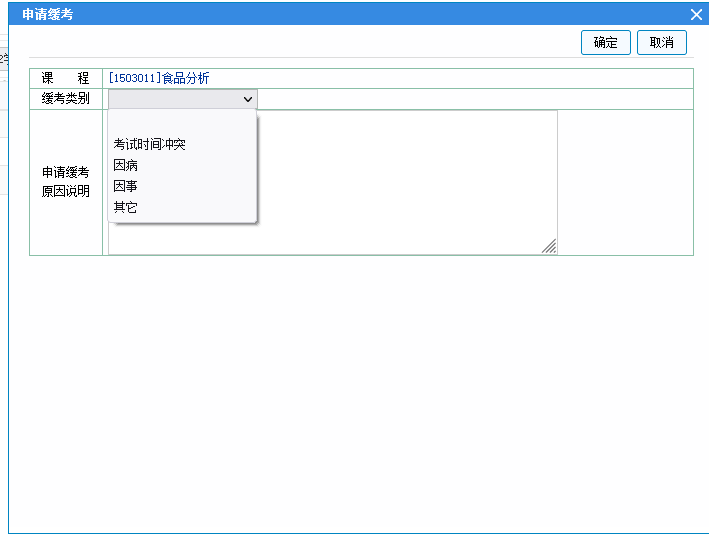 申请缓考
确定 取消
课 程 [1503011]食品分析
缓考类别
考试时间冲突
因病
因事
其它
申请缓考
原因说明